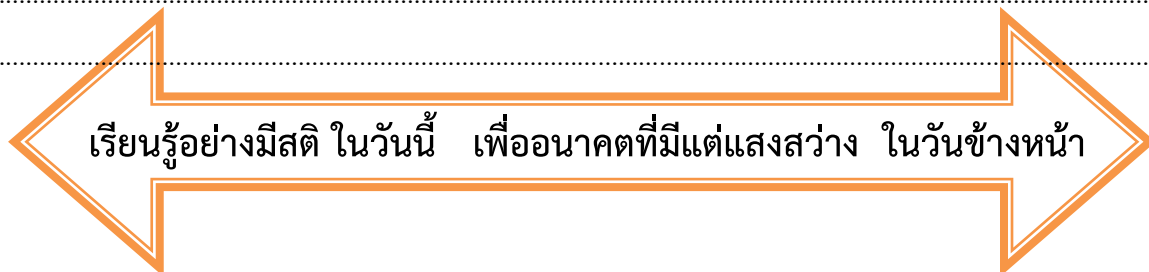 เรียนรู้อย่างมีสติ ในวันนี้ เพื่ออนาคตที่มีแต่แสงสว่าง ในวันข้างหน้า